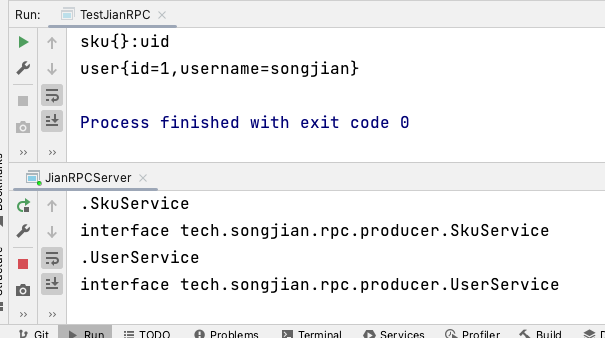 Run: TestJianRPC
sku{}:uid
user{id=1,username=songjian}
Process finished with exit code 0
JianRPCServer
.SkuService
interface tech.songjian.rpc.producer.SkuService
.UserService
interface tech.songjian.rpc.producer.UserService
Structure
Git Run TODO Problems Terminal Services Profiler Build